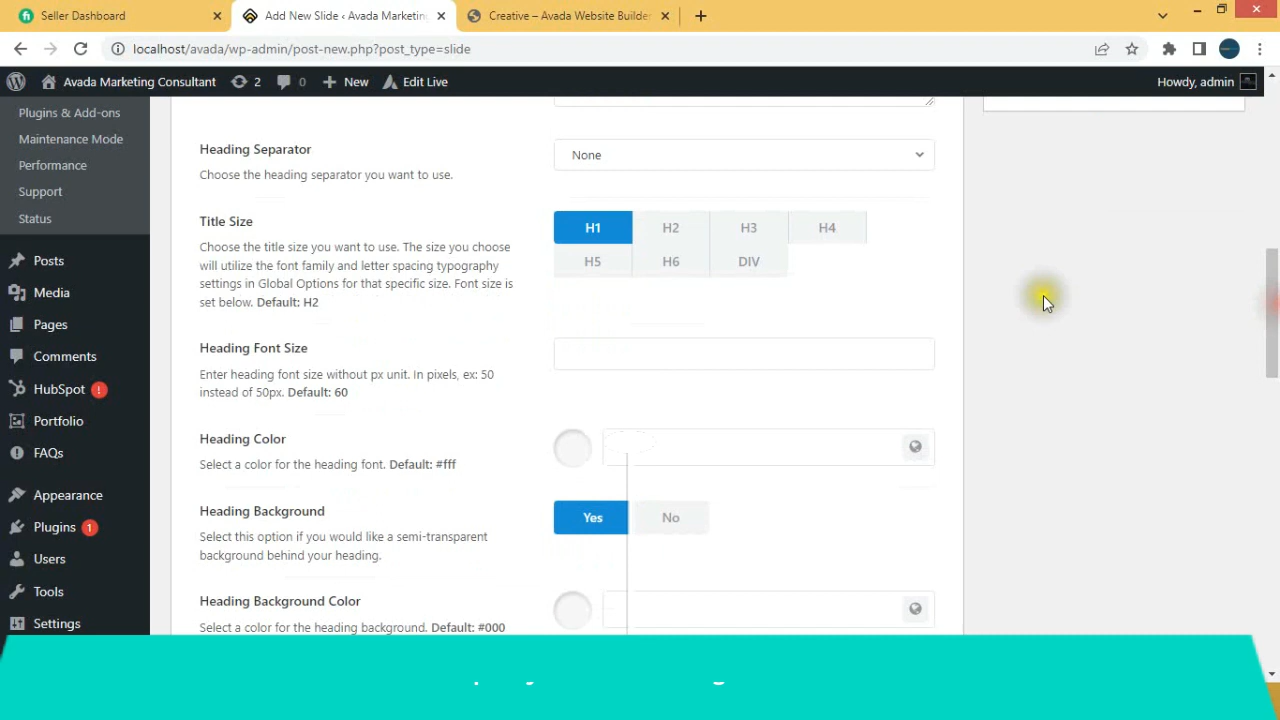 Seller Dashboard
Add New Slide ‹ Avada Marketing
Creative – Avada Website Builder
localhost/avada/wp-admin/post-new.php?post_type=slide
Avada Marketing Consultant 2 0 New Edit Live
Howdy, admin
Plugins & Add-ons
Maintenance Mode
Performance
Support
Status
Posts
Media
Pages
Comments
HubSpot !
Portfolio
FAQs
Appearance
Plugins 1
Users
Tools
Settings
Heading Separator
Choose the heading separator you want to use.
None
Title Size
Choose the title size you want to use. The size you choose
will utilize the font family and letter spacing typography
settings in Global Options for that specific size. Font size is
set below. Default: H2
H1 H2 H3 H4
H5 H6 DIV
Heading Font Size
Enter heading font size without px unit. In pixels, ex: 50
instead of 50px. Default: 60
Heading Color
Select a color for the heading font. Default: #fff
Heading Background
Select this option if you would like a semi-transparent
background behind your heading.
Yes No
Heading Background Color
Select a color for the heading background. Default: #000